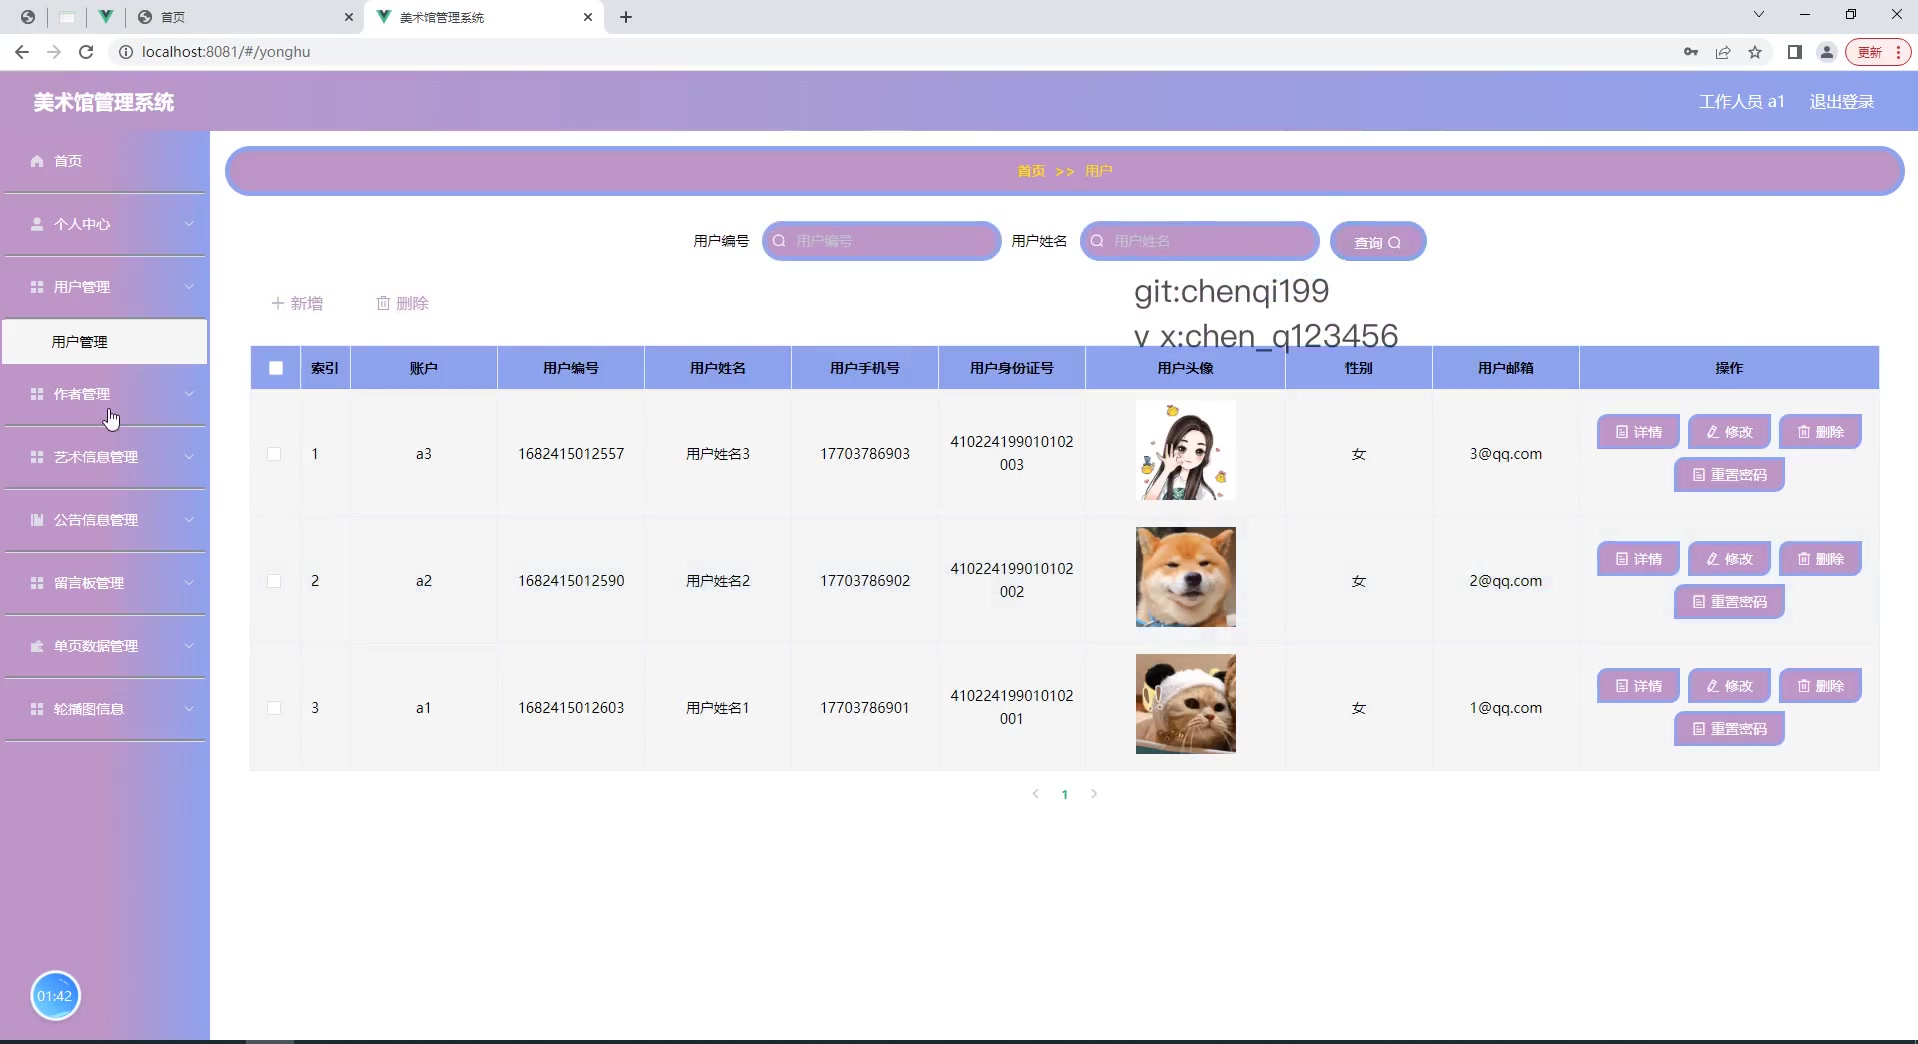 首页
美术馆管理系统
localhost:8081/#/yonghu
更新
美术馆管理系统
工作人员 a1 退出登录
首页
个人中心
用户管理
用户管理
作者管理
艺术信息管理
公告信息管理
留言板管理
单页数据管理
轮播图信息
01:42
首页 >> 用户
用户编号 用户编号 用户姓名 用户姓名 查询
git:chenqi199
v_x:chen_q123456
新增 删除
索引 账户 用户编号 用户姓名 用户手机号 用户身份证号 用户头像 性别 用户邮箱 操作
1 a3 1682415012557 用户姓名3 17703786903 410224199010102003 女 3@qq.com 详情 修改 删除 重置密码
2 a2 1682415012590 用户姓名2 17703786902 410224199010102002 女 2@qq.com 详情 修改 删除 重置密码
3 a1 1682415012603 用户姓名1 17703786901 410224199010102001 女 1@qq.com 详情 修改 删除 重置密码
1